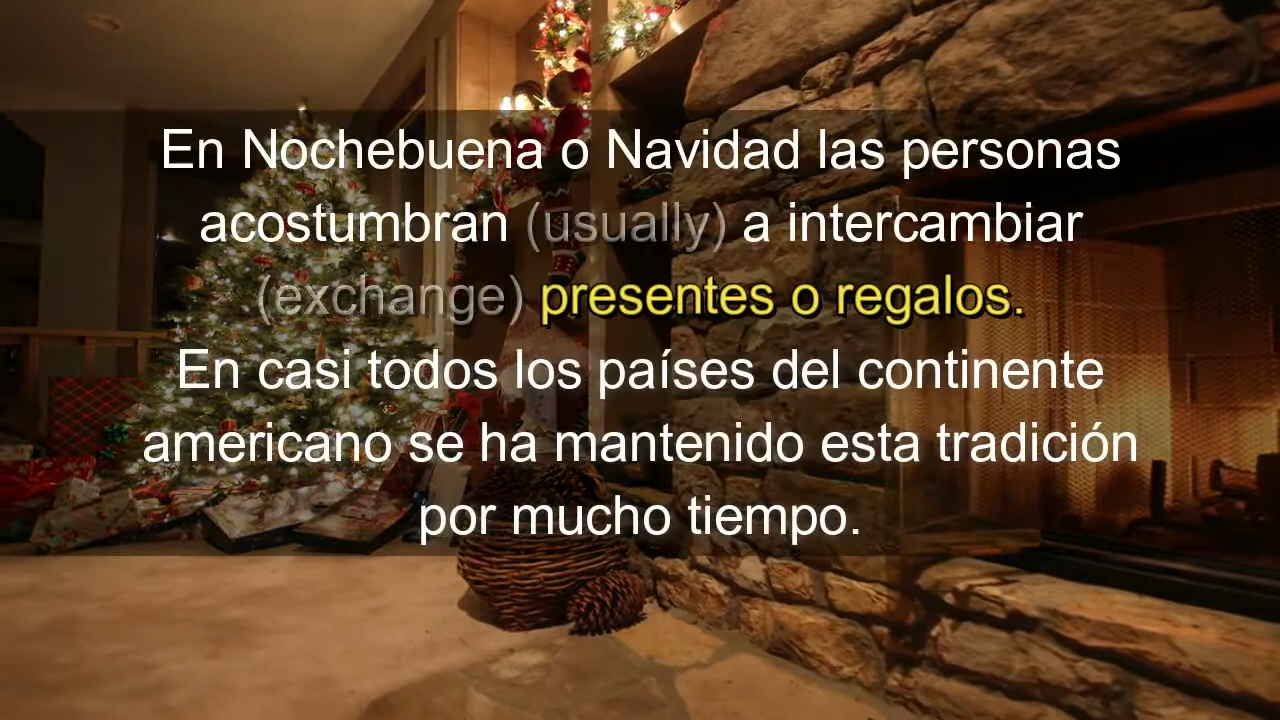 En Nochebuena o Navidad las personas
acostumbran (usually) a intercambiar
(exchange) presentes o regalos.
En casi todos los países del continente
americano se ha mantenido esta tradición
por mucho tiempo.